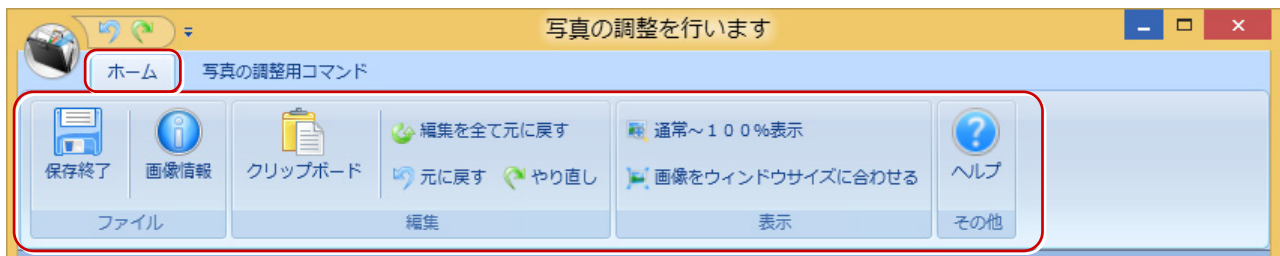 写真の調整を行います
ホーム 写真の調整用コマンド
保存終了 画像情報 クリップボード 編集を全て元に戻す 元に戻す やり直し 通常～１００%表示 画像をウィンドウサイズに合わせる ヘルプ
ファイル 編集 表示 その他